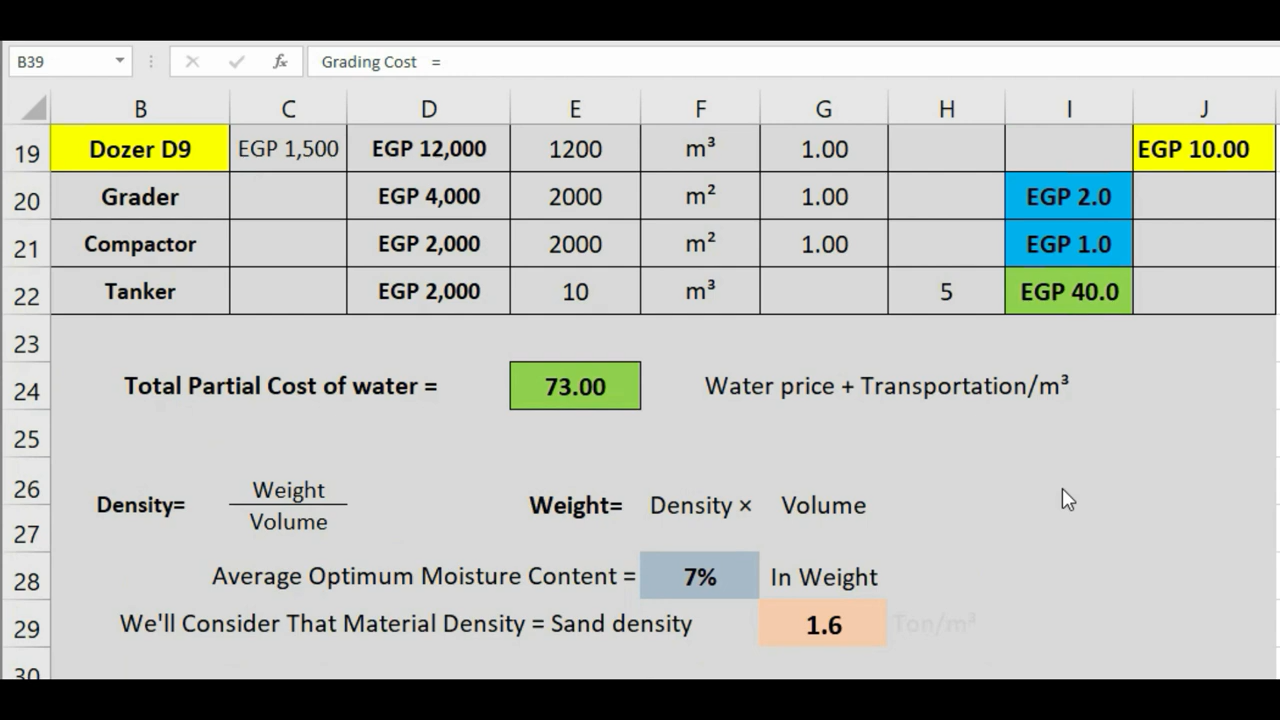 B39 fx Grading Cost =
B C D E F G H I J
19 Dozer D9 EGP 1,500 EGP 12,000 1200 m³ 1.00 EGP 10.00
20 Grader EGP 4,000 2000 m² 1.00 EGP 2.0
21 Compactor EGP 2,000 2000 m² 1.00 EGP 1.0
22 Tanker EGP 2,000 10 m³ 5 EGP 40.0
23
24 Total Partial Cost of water = 73.00 Water price + Transportation/m³
25
26 Weight
Density= Weight= Density × Volume
27 Volume
28 Average Optimum Moisture Content = 7% In Weight
29 We'll Consider That Material Density = Sand density 1.6 Ton/m³
30